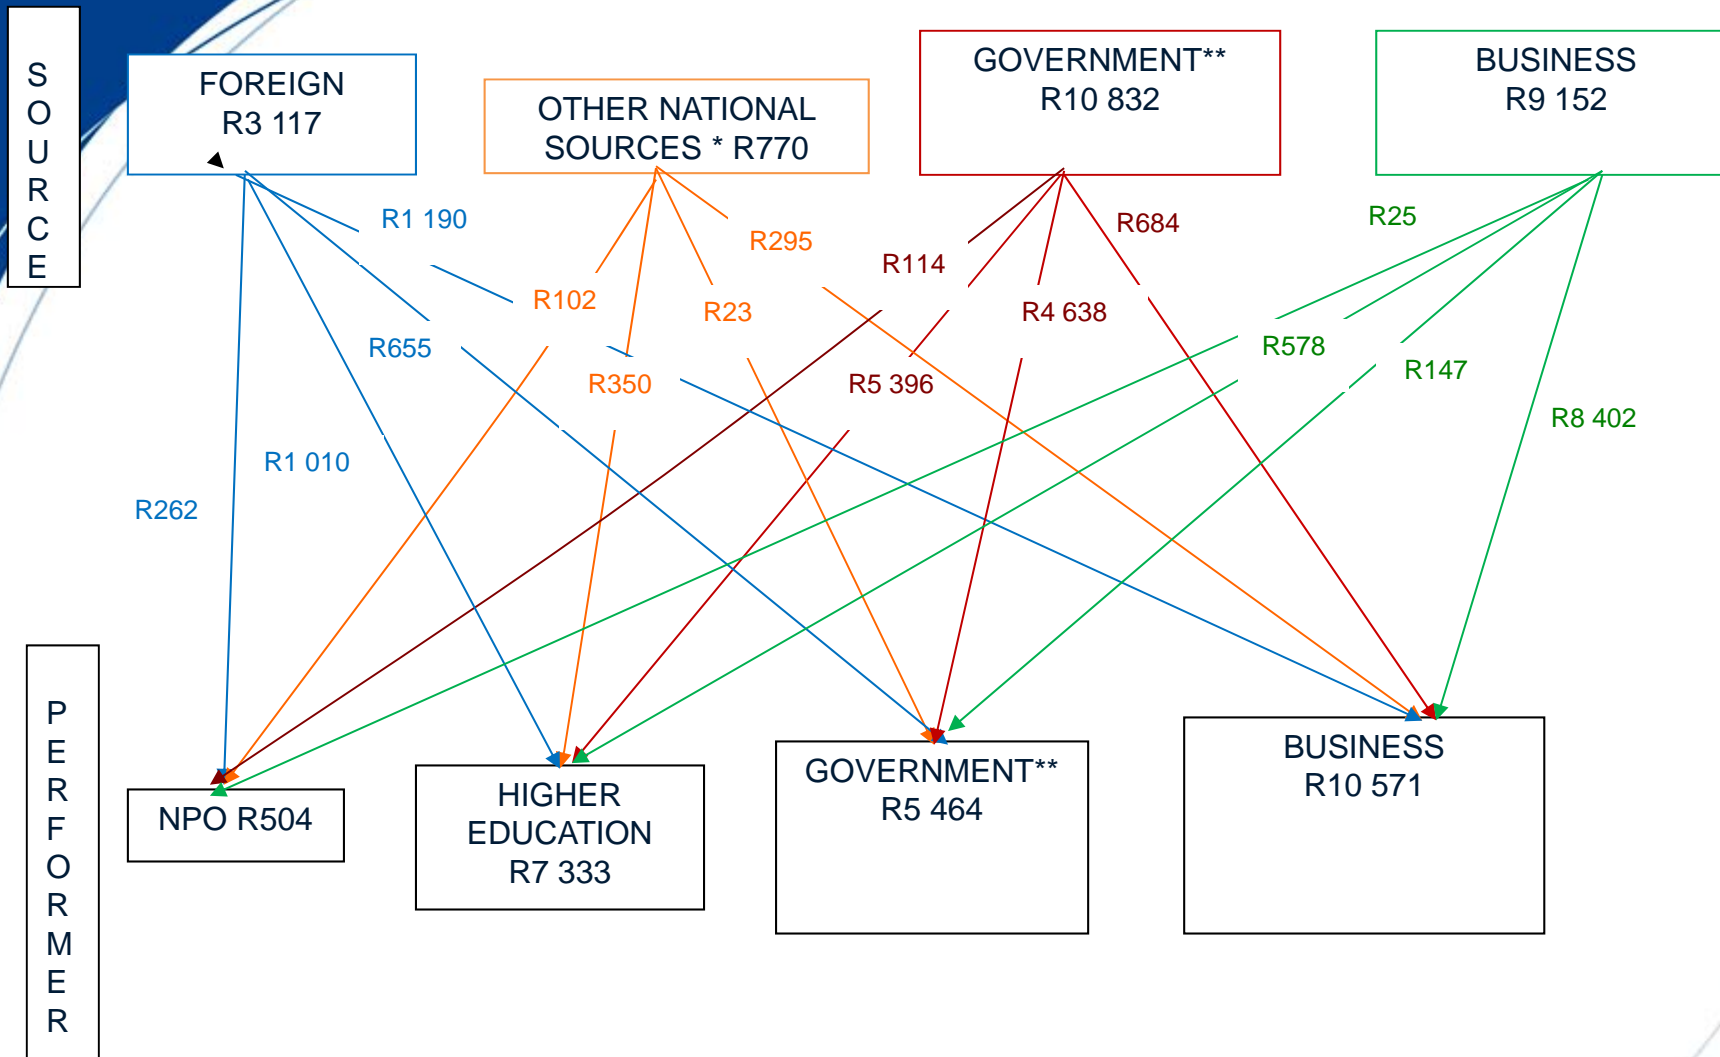 SOURCE
FOREIGN
R3 117
OTHER NATIONAL
SOURCES * R770
GOVERNMENT**
R10 832
BUSINESS
R9 152
R1 190
R295
R114
R684
R25
R102
R23
R4 638
R655
R350
R5 396
R578
R147
R8 402
R1 010
R262
PERFORMER
NPO R504
HIGHER
EDUCATION
R7 333
GOVERNMENT**
R5 464
BUSINESS
R10 571